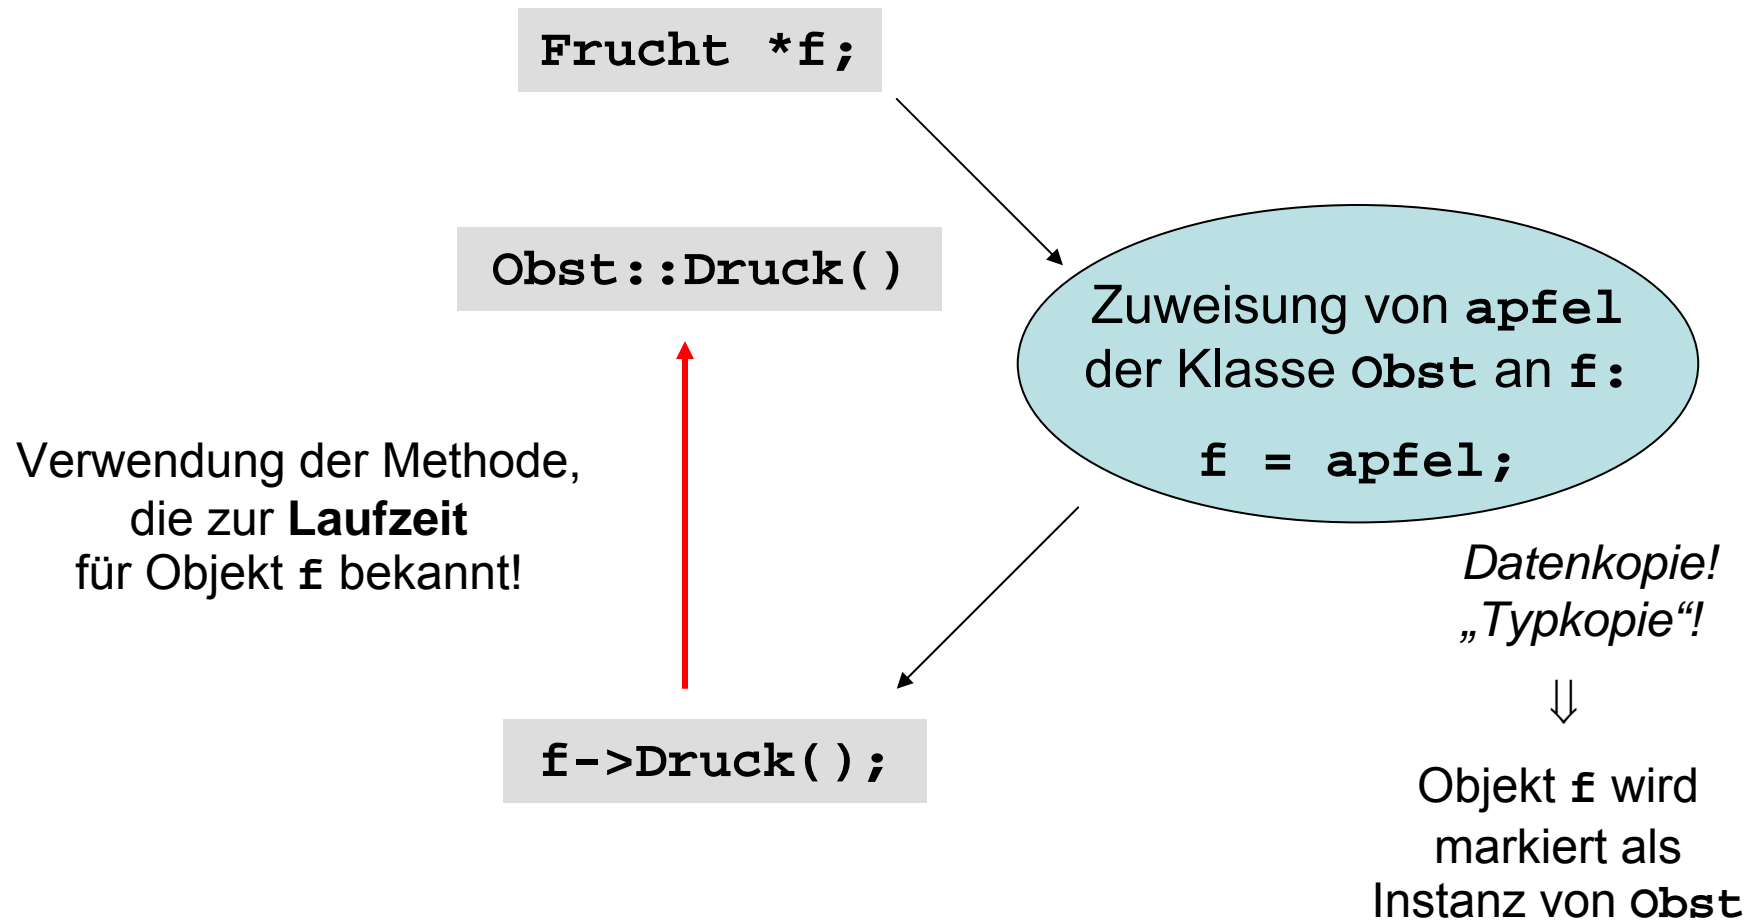 Frucht *f;
Obst::Druck()
Zuweisung von apfel
der Klasse Obst an f:
f = apfel;
Verwendung der Methode,
die zur Laufzeit
für Objekt f bekannt!
Datenkopie!
„Typkopie“!
⇓
f->Druck();
Objekt f wird
markiert als
Instanz von Obst